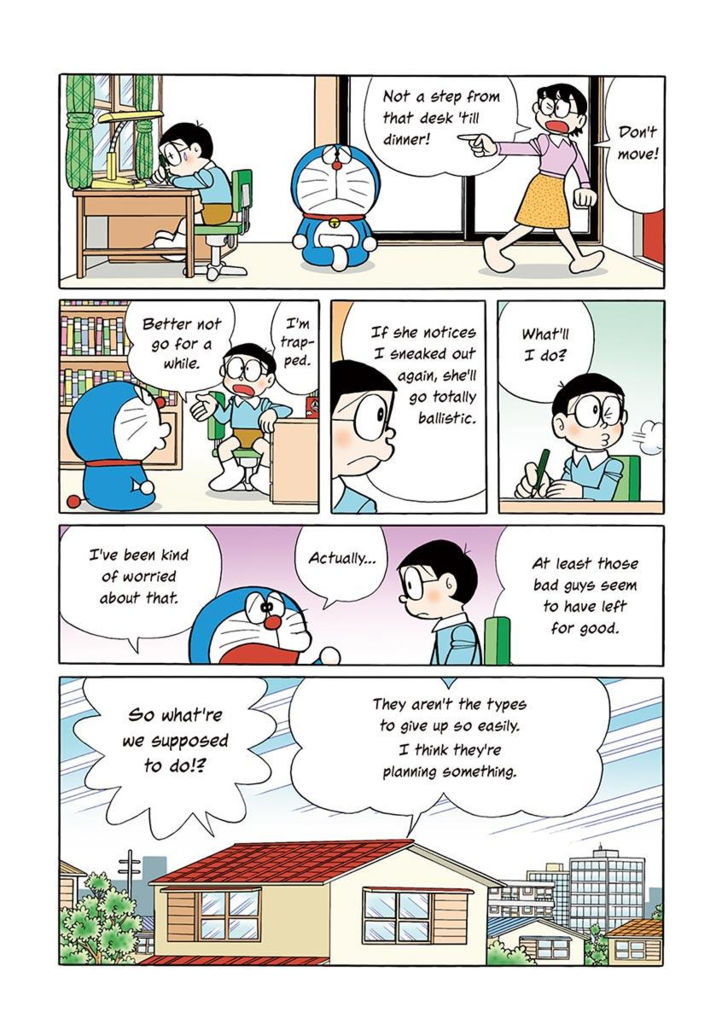 Don't
move!
Not a step from
that desk 'till
dinner!
What'll
I do?
If she notices
I sneaked out
again, she'll
go totally
ballistic.
I'm
trap-
ped.
Better not
go for a
while.
At least those
bad guys seem
to have left
for good.
Actually...
I've been kind
of worried
about that.
They aren't the types
to give up so easily.
I think they're
planning something.
So what're
we supposed
to do!?